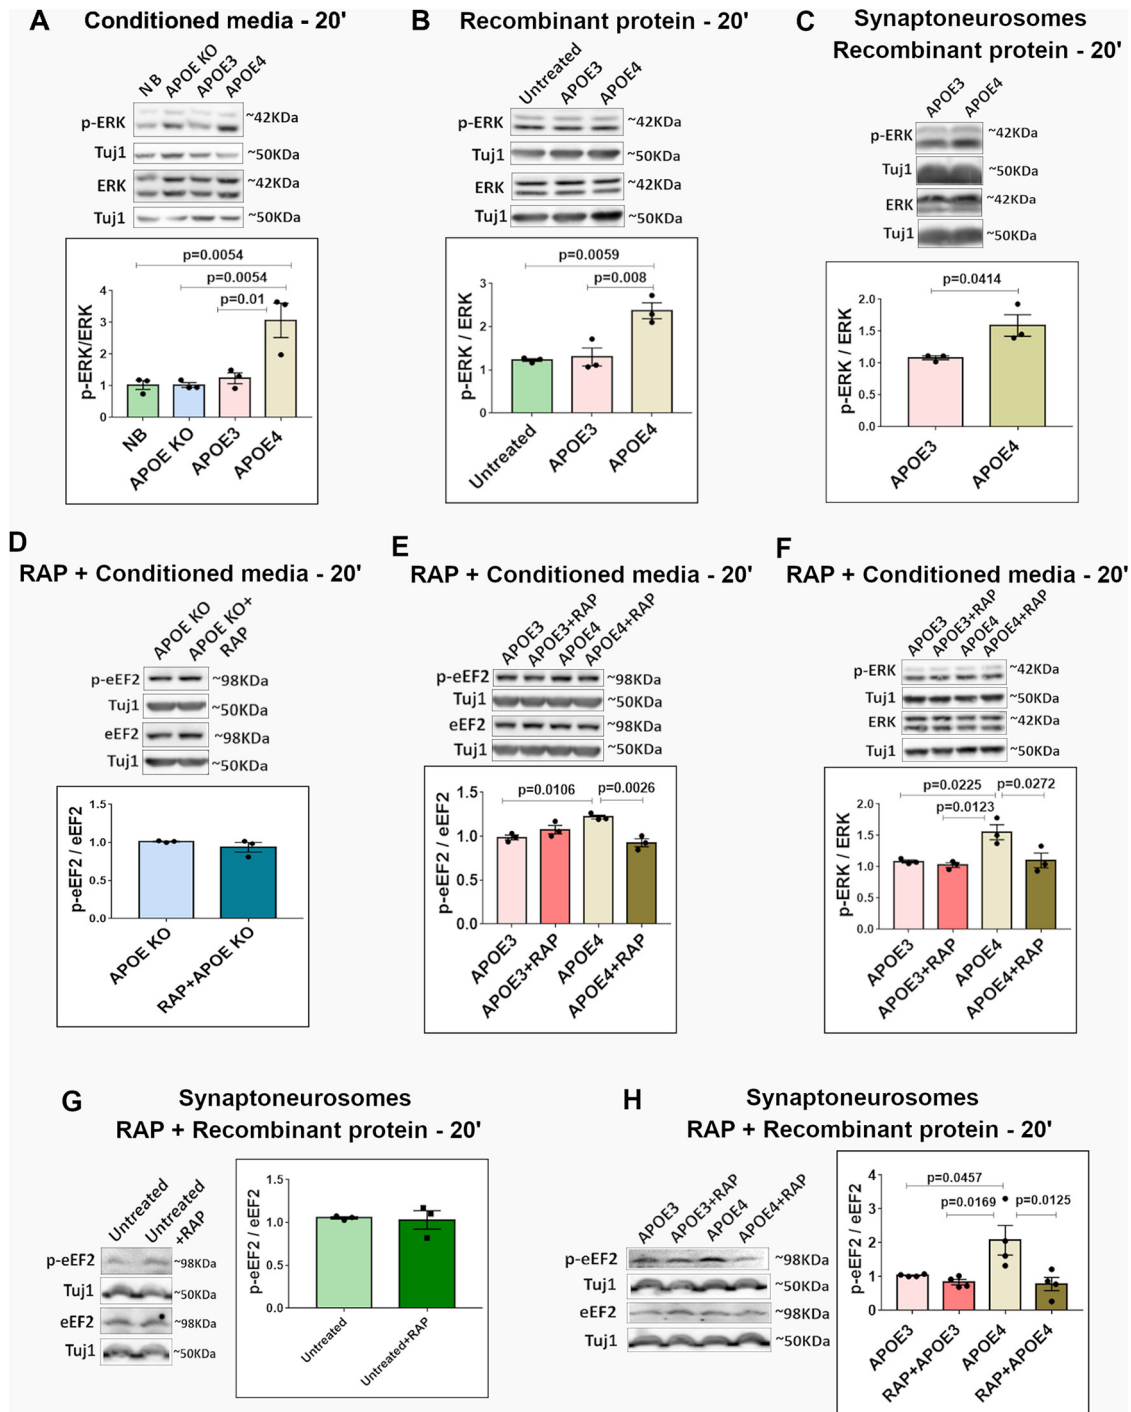 A
Conditioned media - 20'
NB
APOE KO
APOE3
APOE4
p-ERK
~42KDa
Tuj1
~50KDa
ERK
~42KDa
Tuj1
~50KDa
p=0.0054
p=0.0054
p=0.01
p-ERK/ERK
4
3
2
1
0
NB
APOE KO
APOE3
APOE4
B
Recombinant protein - 20'
Untreated
APOE3
APOE4
p-ERK
~42KDa
Tuj1
~50KDa
ERK
~42KDa
Tuj1
~50KDa
p=0.0059
p=0.008
p-ERK / ERK
3
2
1
0
Untreated
APOE3
APOE4
C
Synaptoneurosomes
Recombinant protein - 20'
APOE3
APOE4
p-ERK
~42KDa
Tuj1
~50KDa
ERK
~42KDa
Tuj1
~50KDa
p=0.0414
p-ERK / ERK
2.0
1.5
1.0
0.5
0.0
APOE3
APOE4
D
RAP + Conditioned media - 20'
APOE KO
APOE KO+
RAP
p-eEF2
~98KDa
Tuj1
~50KDa
eEF2
~98KDa
Tuj1
~50KDa
p-eEF2 / eEF2
1.5
1.0
0.5
0.0
APOE KO
RAP+APOE KO
E
RAP + Conditioned media - 20'
APOE3
APOE3+RAP
APOE4
APOE4+RAP
p-eEF2
~98KDa
Tuj1
~50KDa
eEF2
~98KDa
Tuj1
~50KDa
p=0.0106
p=0.0026
p-eEF2 / eEF2
1.5
1.0
0.5
0.0
APOE3
APOE3+RAP
APOE4
APOE4+RAP
F
RAP + Conditioned media - 20'
APOE3
APOE3+RAP
APOE4
APOE4+RAP
p-ERK
~42KDa
Tuj1
~50KDa
ERK
~42KDa
Tuj1
~50KDa
p=0.0225
p=0.0272
p=0.0123
p-ERK / ERK
2.0
1.5
1.0
0.5
0.0
APOE3
APOE3+RAP
APOE4
APOE4+RAP
G
Synaptoneurosomes
RAP + Recombinant protein - 20'
Untreated
Untreated
+RAP
p-eEF2
~98KDa
Tuj1
~50KDa
eEF2
~98KDa
Tuj1
~50KDa
p-eEF2 / eEF2
1.5
1.0
0.5
0.0
Untreated
Untreated+RAP
H
Synaptoneurosomes
RAP + Recombinant protein - 20'
APOE3
APOE3+RAP
APOE4
APOE4+RAP
p-eEF2
~98KDa
Tuj1
~50KDa
eEF2
~98KDa
Tuj1
~50KDa
p=0.0457
p=0.0169
p=0.0125
p-eEF2 / eEF2
4
3
2
1
0
APOE3
RAP+APOE3
APOE4
RAP+APOE4